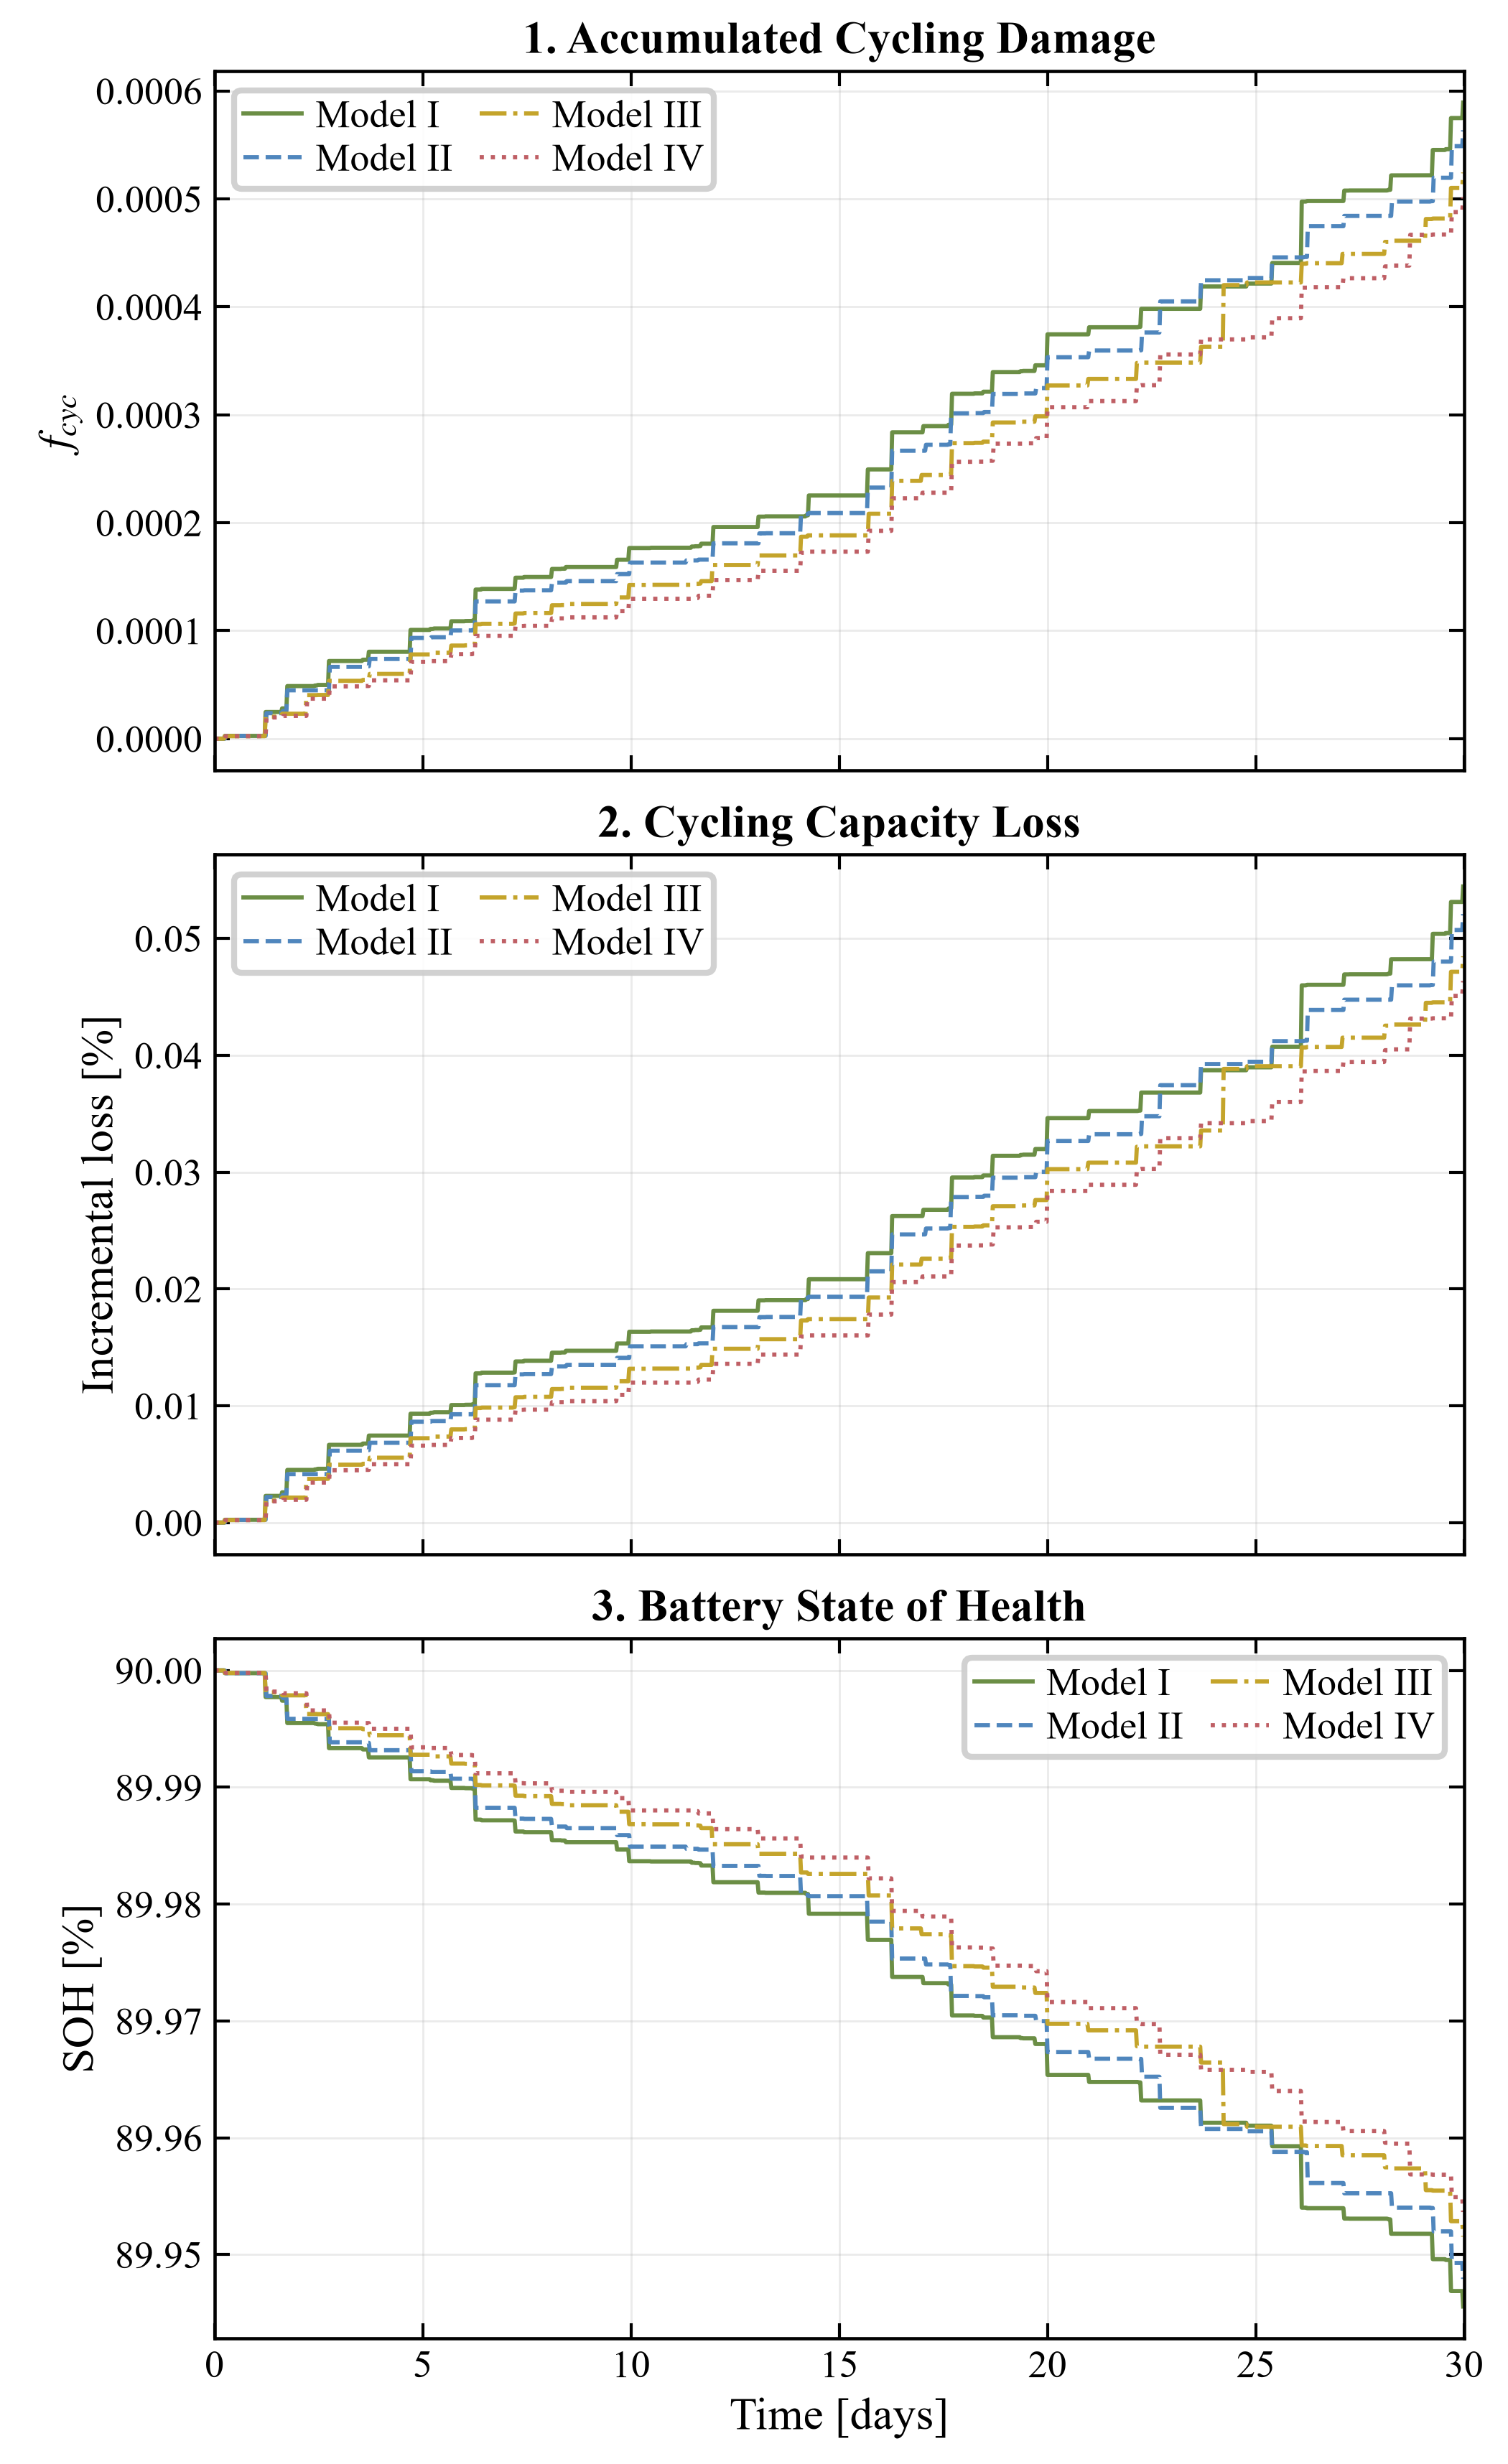 1. Accumulated Cycling Damage
Model I
Model III
Model II
Model IV
0.0006
0.0005
0.0004
0.0003
0.0002
0.0001
0.0000
f_cyc
2. Cycling Capacity Loss
Model I
Model III
Model II
Model IV
0.05
0.04
0.03
0.02
0.01
0.00
Incremental loss [%]
3. Battery State of Health
Model I
Model III
Model II
Model IV
90.00
89.99
89.98
89.97
89.96
89.95
SOH [%]
0 5 10 15 20 25 30
Time [days]